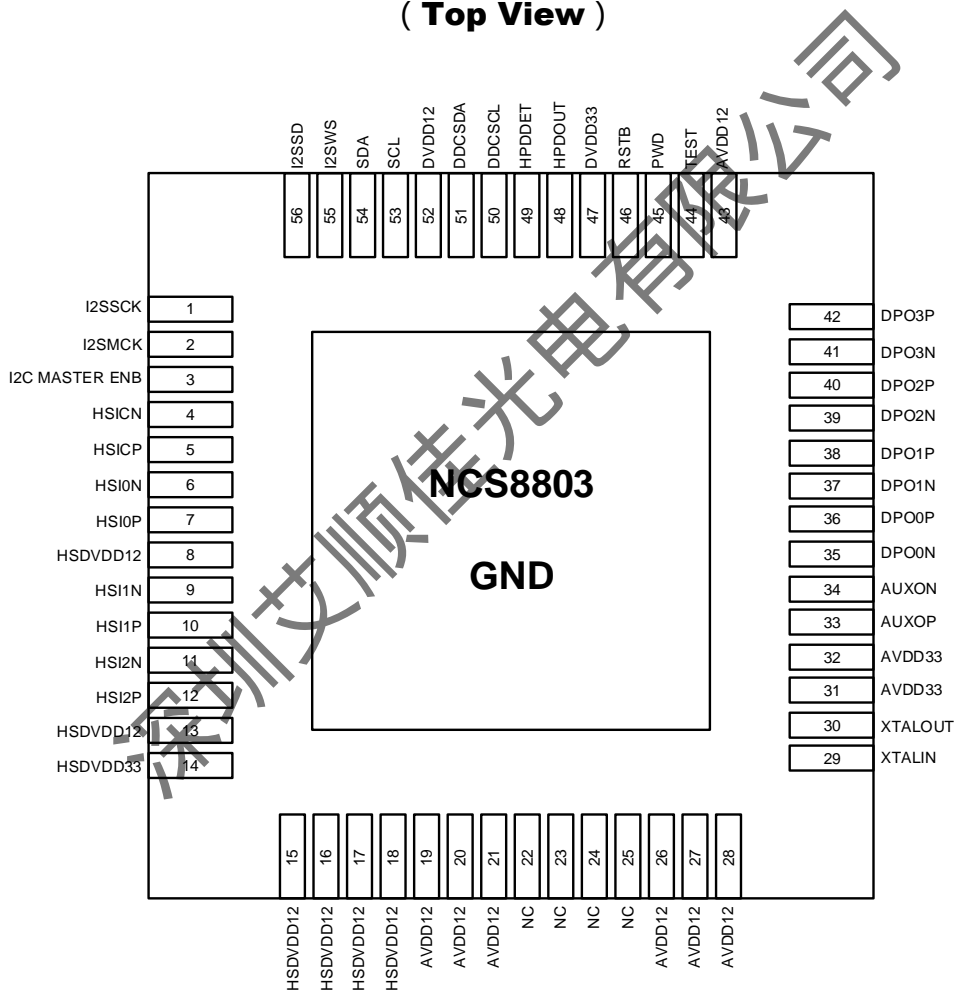 ( Top View )
I2SSD
I2SWS
SDA
SCL
DVDD12
DDCSDA
DDCSCL
HPDDET
HPDOUT
DVDD33
RSTB
PWD
TEST
AVDD12
56
55
54
53
52
51
50
49
48
47
46
45
44
43
I2SSCK 1
I2SMCK 2
I2C MASTER ENB 3
HSICN 4
HSICP 5
HSI0N 6
HSI0P 7
HSDVDD12 8
HSI1N 9
HSI1P 10
HSI2N 11
HSI2P 12
HSDVDD12 13
HSDVDD33 14
42 DPO3P
41 DPO3N
40 DPO2P
39 DPO2N
38 DPO1P
37 DPO1N
36 DPO0P
35 DPO0N
34 AUXON
33 AUXOP
32 AVDD33
31 AVDD33
30 XTALOUT
29 XTALIN
NCS8803
GND
15
16
17
18
19
20
21
22
23
24
25
26
27
28
HSDVDD12
HSDVDD12
HSDVDD12
HSDVDD12
AVDD12
AVDD12
AVDD12
NC
NC
NC
NC
AVDD12
AVDD12
AVDD12
深圳艾顺佳光电有限公司